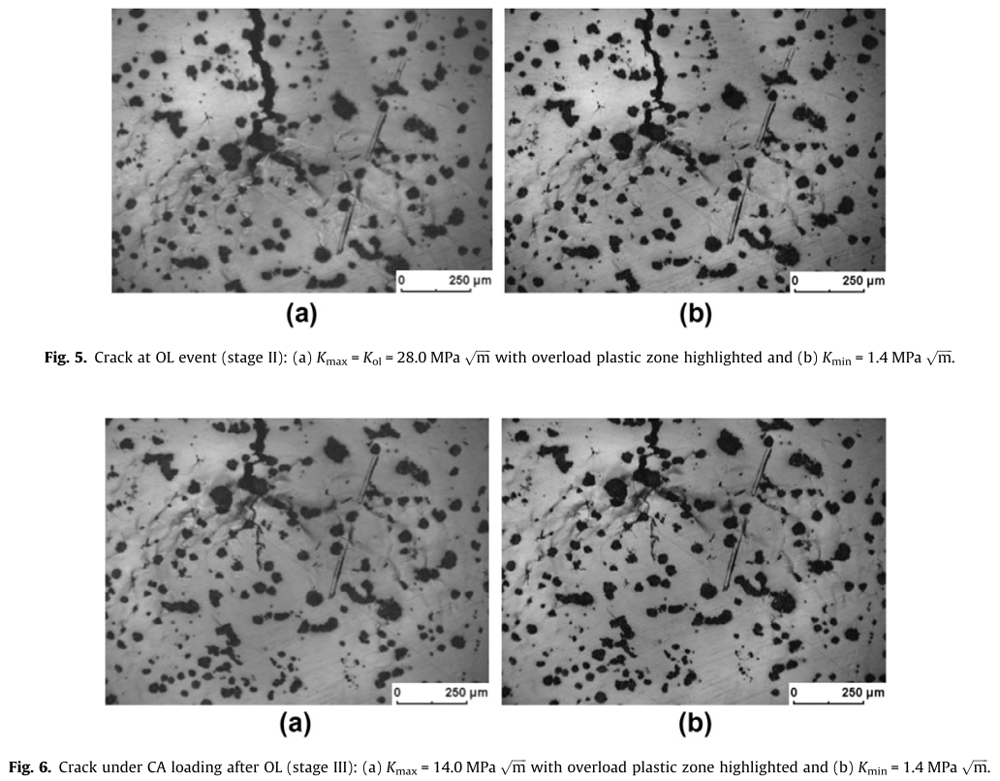 0 250 μm 0 250 μm
(a) (b)
Fig. 5. Crack at OL event (stage II): (a) Kmax = Kol = 28.0 MPa √m with overload plastic zone highlighted and (b) Kmin = 1.4 MPa √m.
0 250 μm 0 250 μm
(a) (b)
Fig. 6. Crack under CA loading after OL (stage III): (a) Kmax = 14.0 MPa √m with overload plastic zone highlighted and (b) Kmin = 1.4 MPa √m.